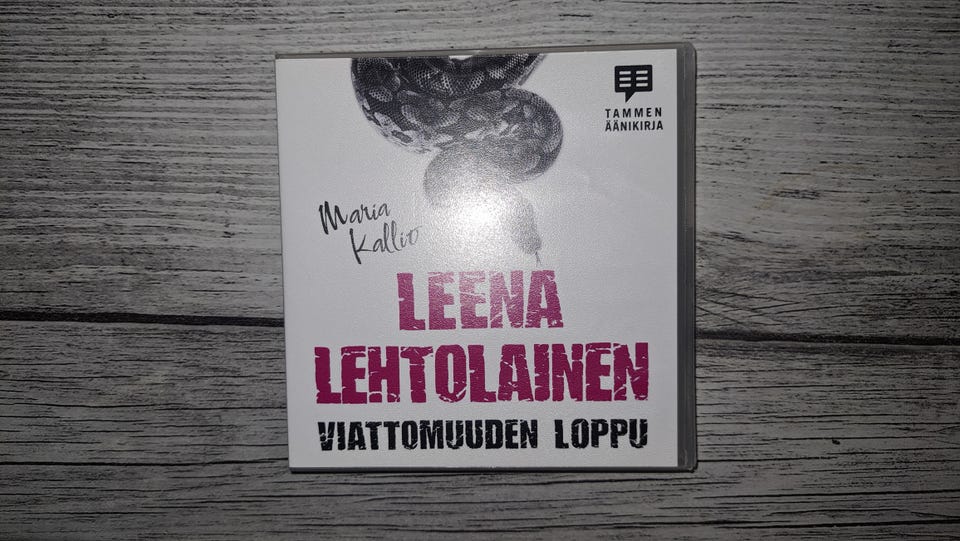 TAMMEN
ÄÄNIKIRJA
Maria
Kallio
LEENA
LEHTOLAINEN
VIATTOMUUDEN LOPPU